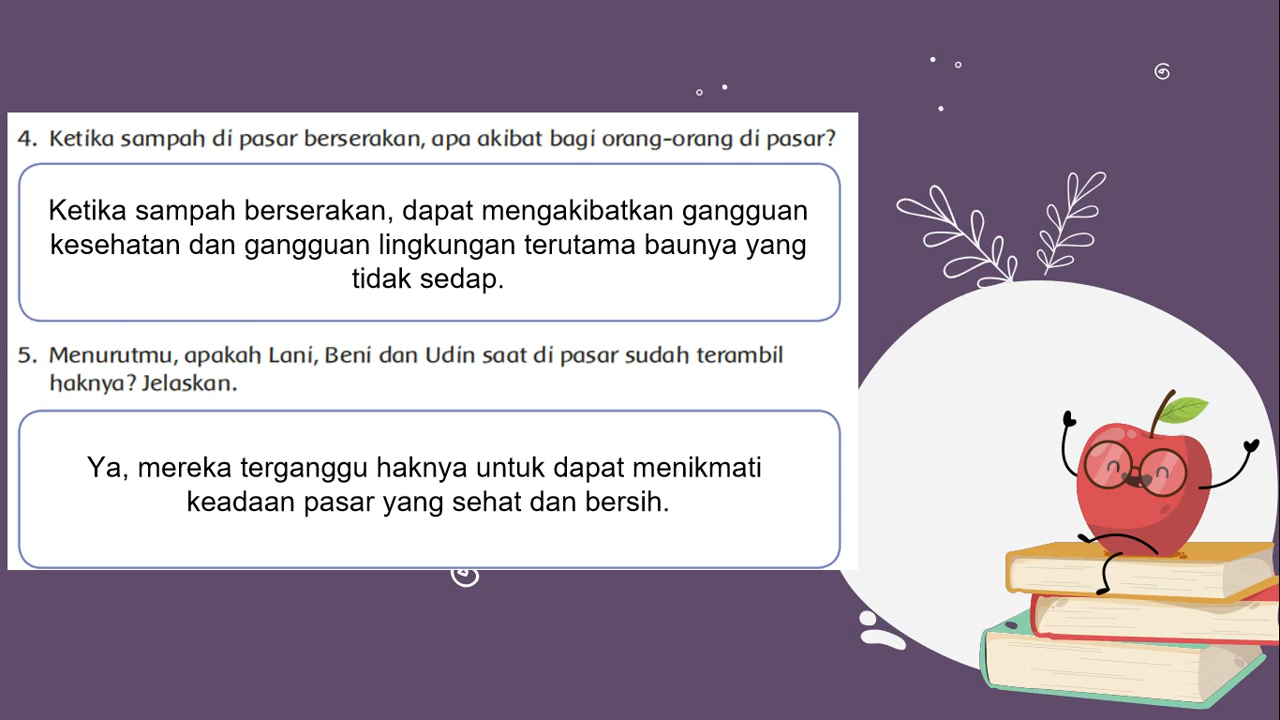 4. Ketika sampah di pasar berserakan, apa akibat bagi orang-orang di pasar?
Ketika sampah berserakan, dapat mengakibatkan gangguan
kesehatan dan gangguan lingkungan terutama baunya yang
tidak sedap.
5. Menurutmu, apakah Lani, Beni dan Udin saat di pasar sudah terambil
haknya? Jelaskan.
Ya, mereka terganggu haknya untuk dapat menikmati
keadaan pasar yang sehat dan bersih.